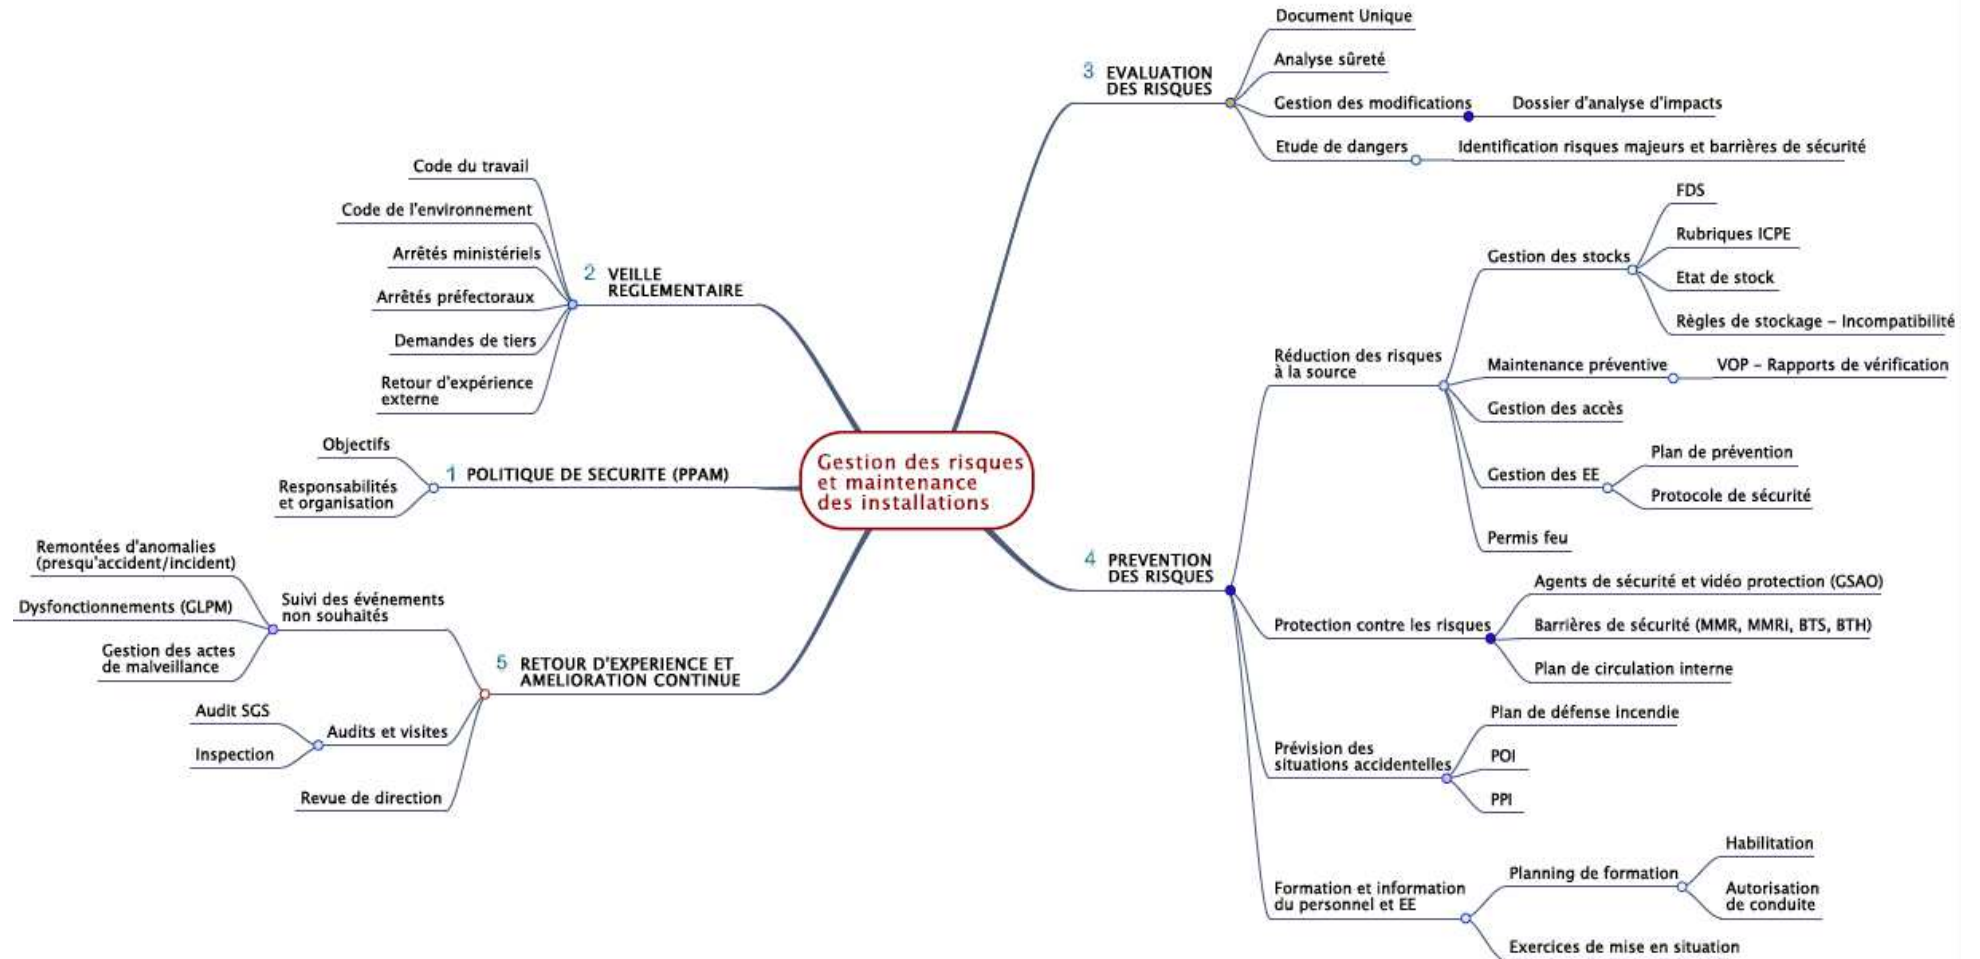 Gestion des risques
et maintenance
des installations
1 POLITIQUE DE SECURITE (PPAM)
Objectifs
Responsabilités
et organisation
2 VEILLE
REGLEMENTAIRE
Code du travail
Code de l'environnement
Arrêtés ministériels
Arrêtés préfectoraux
Demandes de tiers
Retour d'expérience
externe
3 EVALUATION
DES RISQUES
Document Unique
Analyse sûreté
Gestion des modifications
Dossier d'analyse d'impacts
Etude de dangers
Identification risques majeurs et barrières de sécurité
4 PREVENTION
DES RISQUES
Réduction des risques
à la source
Gestion des stocks
FDS
Rubriques ICPE
Etat de stock
Règles de stockage – Incompatibilité
Maintenance préventive
VOP – Rapports de vérification
Gestion des accès
Gestion des EE
Plan de prévention
Protocole de sécurité
Permis feu
Protection contre les risques
Agents de sécurité et vidéo protection (GSAO)
Barrières de sécurité (MMR, MMRI, BTS, BTH)
Plan de circulation interne
Prévision des
situations accidentelles
Plan de défense incendie
POI
PPI
Formation et information
du personnel et EE
Planning de formation
Habilitation
Autorisation
de conduite
Exercices de mise en situation
5 RETOUR D'EXPERIENCE ET
AMELIORATION CONTINUE
Suivi des événements
non souhaités
Remontées d'anomalies
(presqu'accident/incident)
Dysfonctionnements (GLPM)
Gestion des actes
de malveillance
Audits et visites
Audit SGS
Inspection
Revue de direction